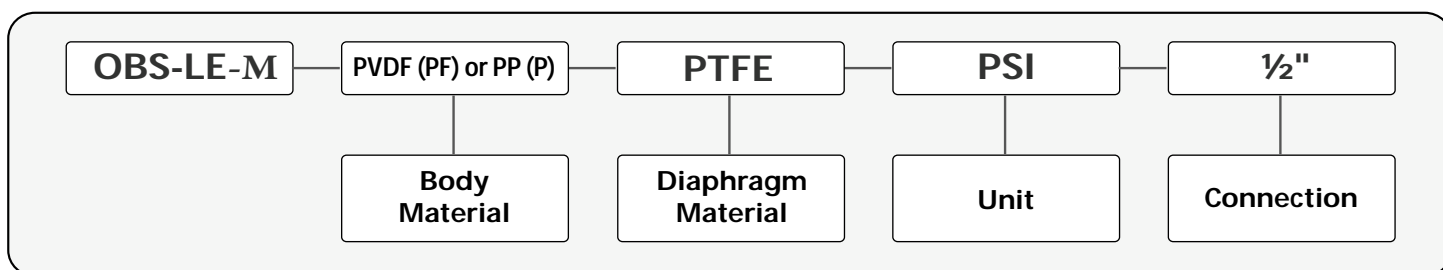 OBS-LE-M
PVDF (PF) or PP (P)
PTFE
PSI
½"
Body
Material
Diaphragm
Material
Unit
Connection